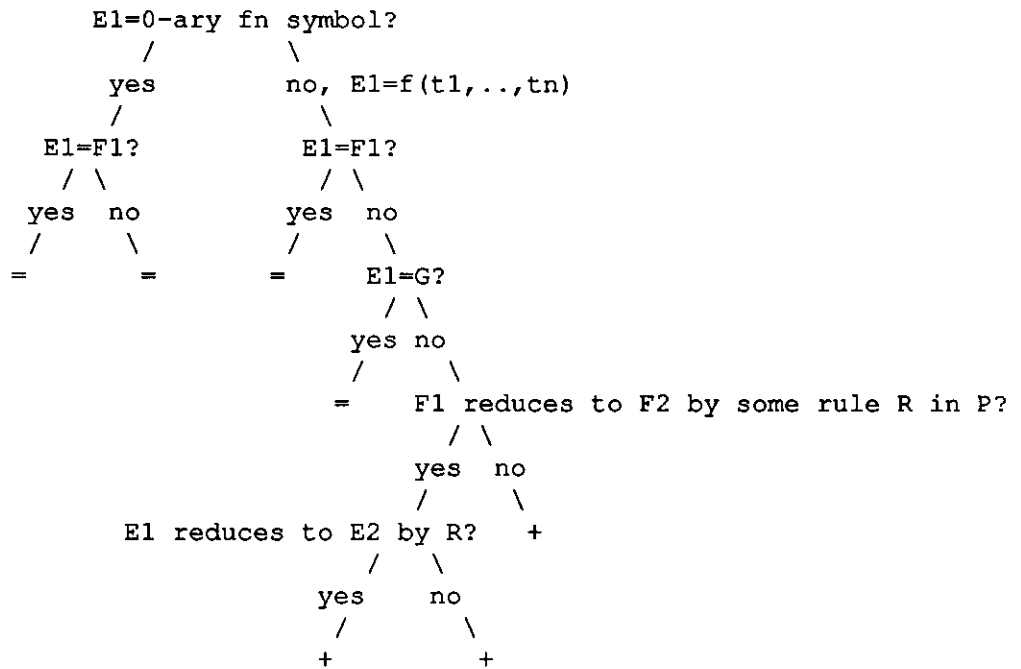 E1=0-ary fn symbol?
/ \
yes no, E1=f(t1,..,tn)
/ \
E1=F1? E1=F1?
/ \ / \
yes no yes no
/ \ / \
= = = E1=G?
/ \
yes no
/ \
= F1 reduces to F2 by some rule R in P?
/ \
yes no
/ \
E1 reduces to E2 by R? +
/ \
yes no
/ \
+ +